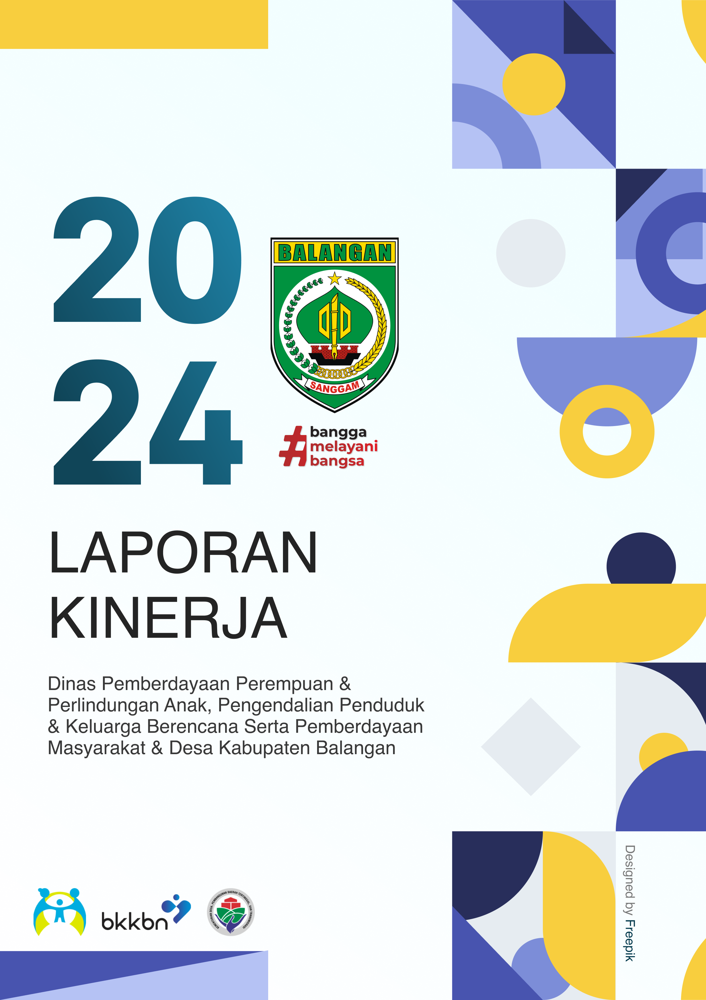 20
24
BALANGAN
SANGGAM
#bangga
melayani
bangsa
LAPORAN
KINERJA
Dinas Pemberdayaan Perempuan &
Perlindungan Anak, Pengendalian Penduduk
& Keluarga Berencana Serta Pemberdayaan
Masyarakat & Desa Kabupaten Balangan
bkkbn
KEMENTERIAN DESA, PEMBANGUNAN DAERAH TERTINGGAL, DAN TRANSMIGRASI
Designed by Freepik